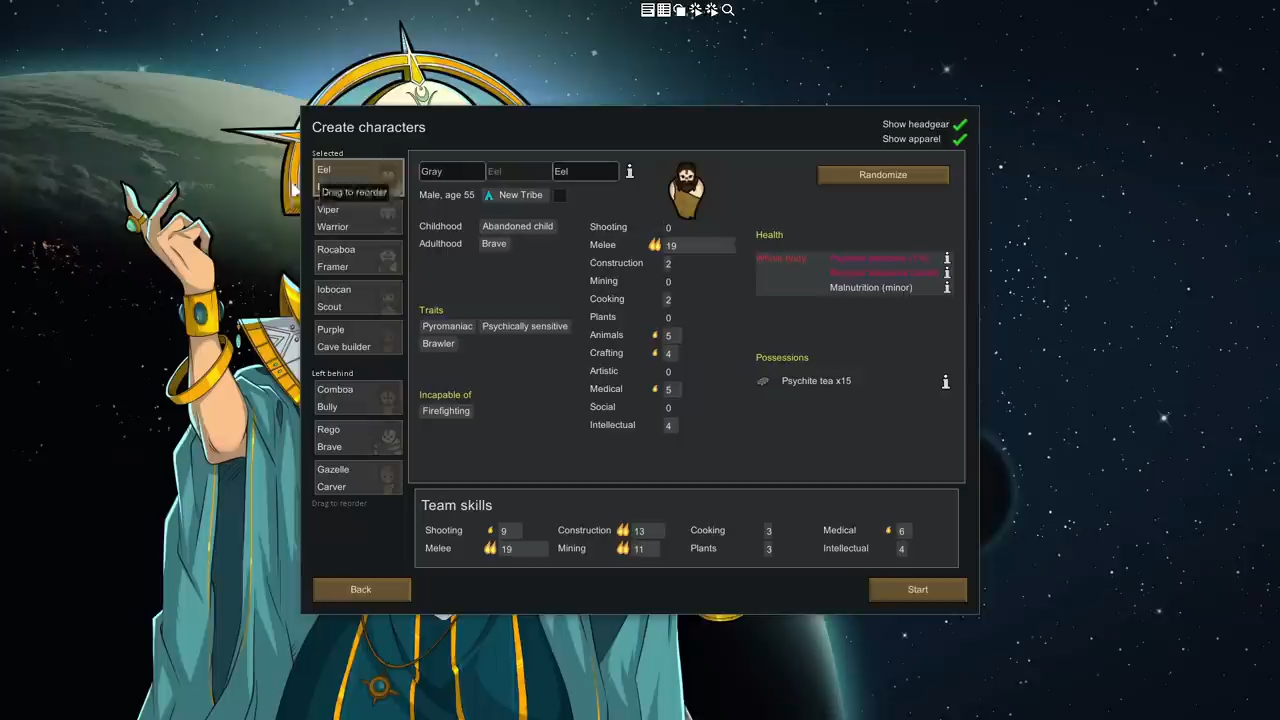 Create characters
Show headgear
Show apparel
Selected
Eel
Drag to reorder
Viper
Warrior
Rocaboa
Framer
Iobocan
Scout
Purple
Cave builder
Left behind
Comboa
Bully
Rego
Brave
Gazelle
Carver
Drag to reorder
Gray Eel Eel
Randomize
Male, age 55 New Tribe
Childhood Abandoned child
Adulthood Brave
Traits
Pyromaniac Psychically sensitive
Brawler
Incapable of
Firefighting
Shooting 0
Melee 19
Construction 2
Mining 0
Cooking 2
Plants 0
Animals 5
Crafting 4
Artistic 0
Medical 5
Social 0
Intellectual 4
Health
Whole body
Malnutrition (minor)
Possessions
Psychite tea x15
Team skills
Shooting 9 Construction 13 Cooking 3 Medical 6
Melee 19 Mining 11 Plants 3 Intellectual 4
Back
Start